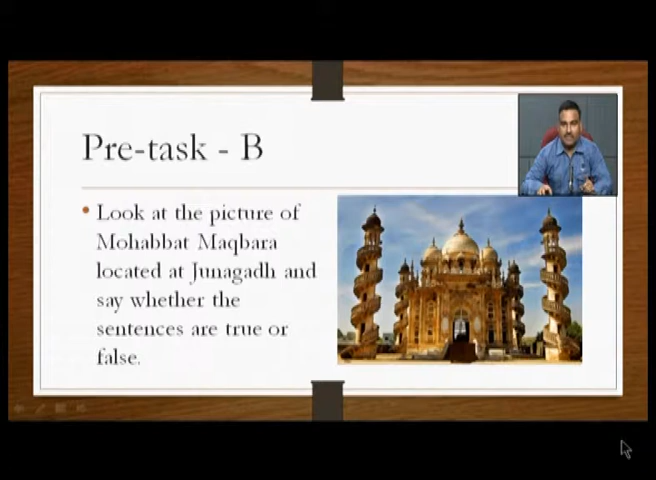 Pre-task - B
• Look at the picture of
Mohabbat Maqbara
located at Junagadh and
say whether the
sentences are true or
false.